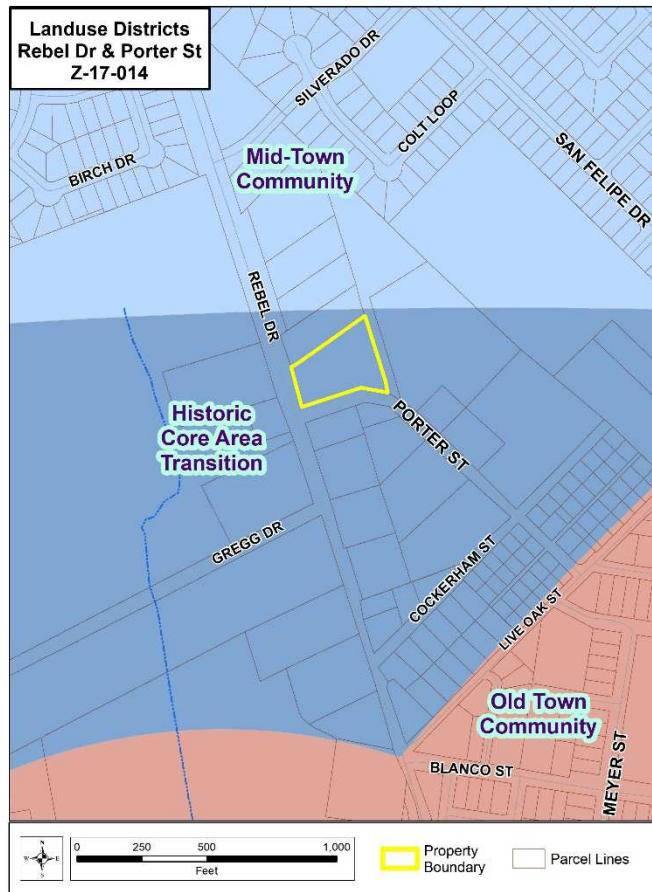 Landuse Districts
Rebel Dr & Porter St
Z-17-014
SILVERADO DR
COLT LOOP
SAN FELIPE DR
BIRCH DR
Mid-Town
Community
REBEL DR
Historic
Core Area
Transition
PORTER ST
GREGG DR
COCKERHAM ST
LIVE OAK ST
Old Town
Community
BLANCO ST
MEYER ST
N
W
E
S
0 250 500 1,000
Feet
Property
Boundary
Parcel Lines